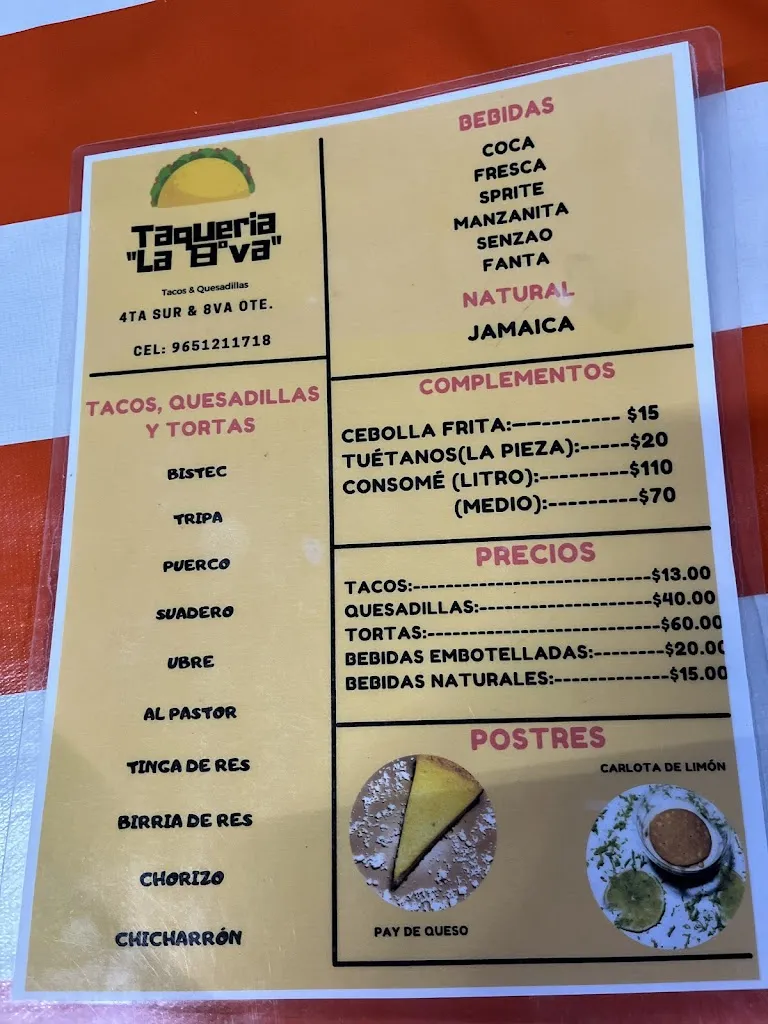 Taqueria
"La 8°va"
Tacos & Quesadillas
4TA SUR & 8VA OTE.
CEL: 9651211718
TACOS, QUESADILLAS
Y TORTAS
BISTEC
TRIPA
PUERCO
SUADERO
UBRE
AL PASTOR
TINGA DE RES
BIRRIA DE RES
CHORIZO
CHICHARRÓN
BEBIDAS
COCA
FRESCA
SPRITE
MANZANITA
SENZAO
FANTA
NATURAL
JAMAICA
COMPLEMENTOS
CEBOLLA FRITA:------------- $15
TUÉTANOS(LA PIEZA):-----$20
CONSOMÉ (LITRO):---------$110
(MEDIO):---------$70
PRECIOS
TACOS:-----------------------------$13.00
QUESADILLAS:---------------------$40.00
TORTAS:----------------------------$60.00
BEBIDAS EMBOTELLADAS:--------$20.00
BEBIDAS NATURALES:-------------$15.00
POSTRES
CARLOTA DE LIMÓN
PAY DE QUESO